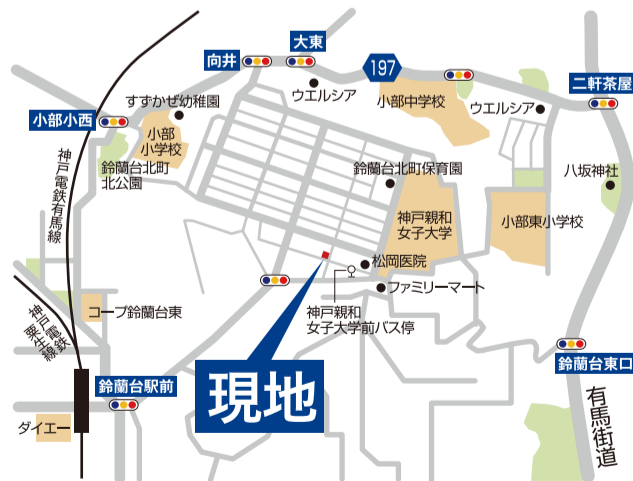 大東
向井
197
二軒茶屋
ウエルシア
すずかぜ幼稚園
小部中学校
ウエルシア
小部小西
小部
小学校
鈴蘭台北町
北公園
鈴蘭台北町保育園
八坂神社
神戸電鉄有馬線
神戸親和
女子大学
小部東小学校
松岡医院
ファミリーマート
神戸親和
女子大学前バス停
コープ鈴蘭台東
神戸電鉄
粟生線
鈴蘭台東口
鈴蘭台駅前
現地
有馬街道
ダイエー